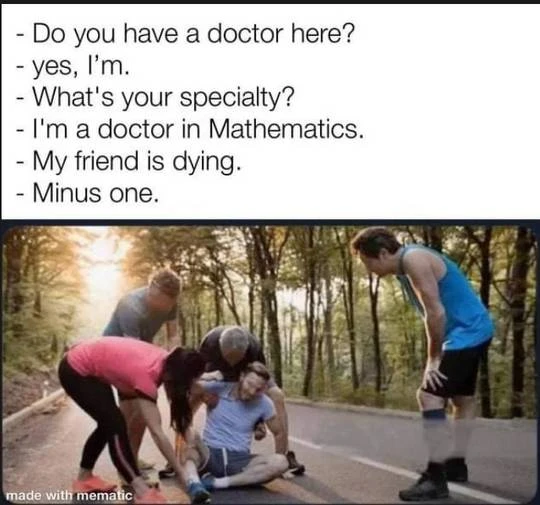 - Do you have a doctor here?
- yes, I'm.
- What's your specialty?
- I'm a doctor in Mathematics.
- My friend is dying.
- Minus one.
made with mematic